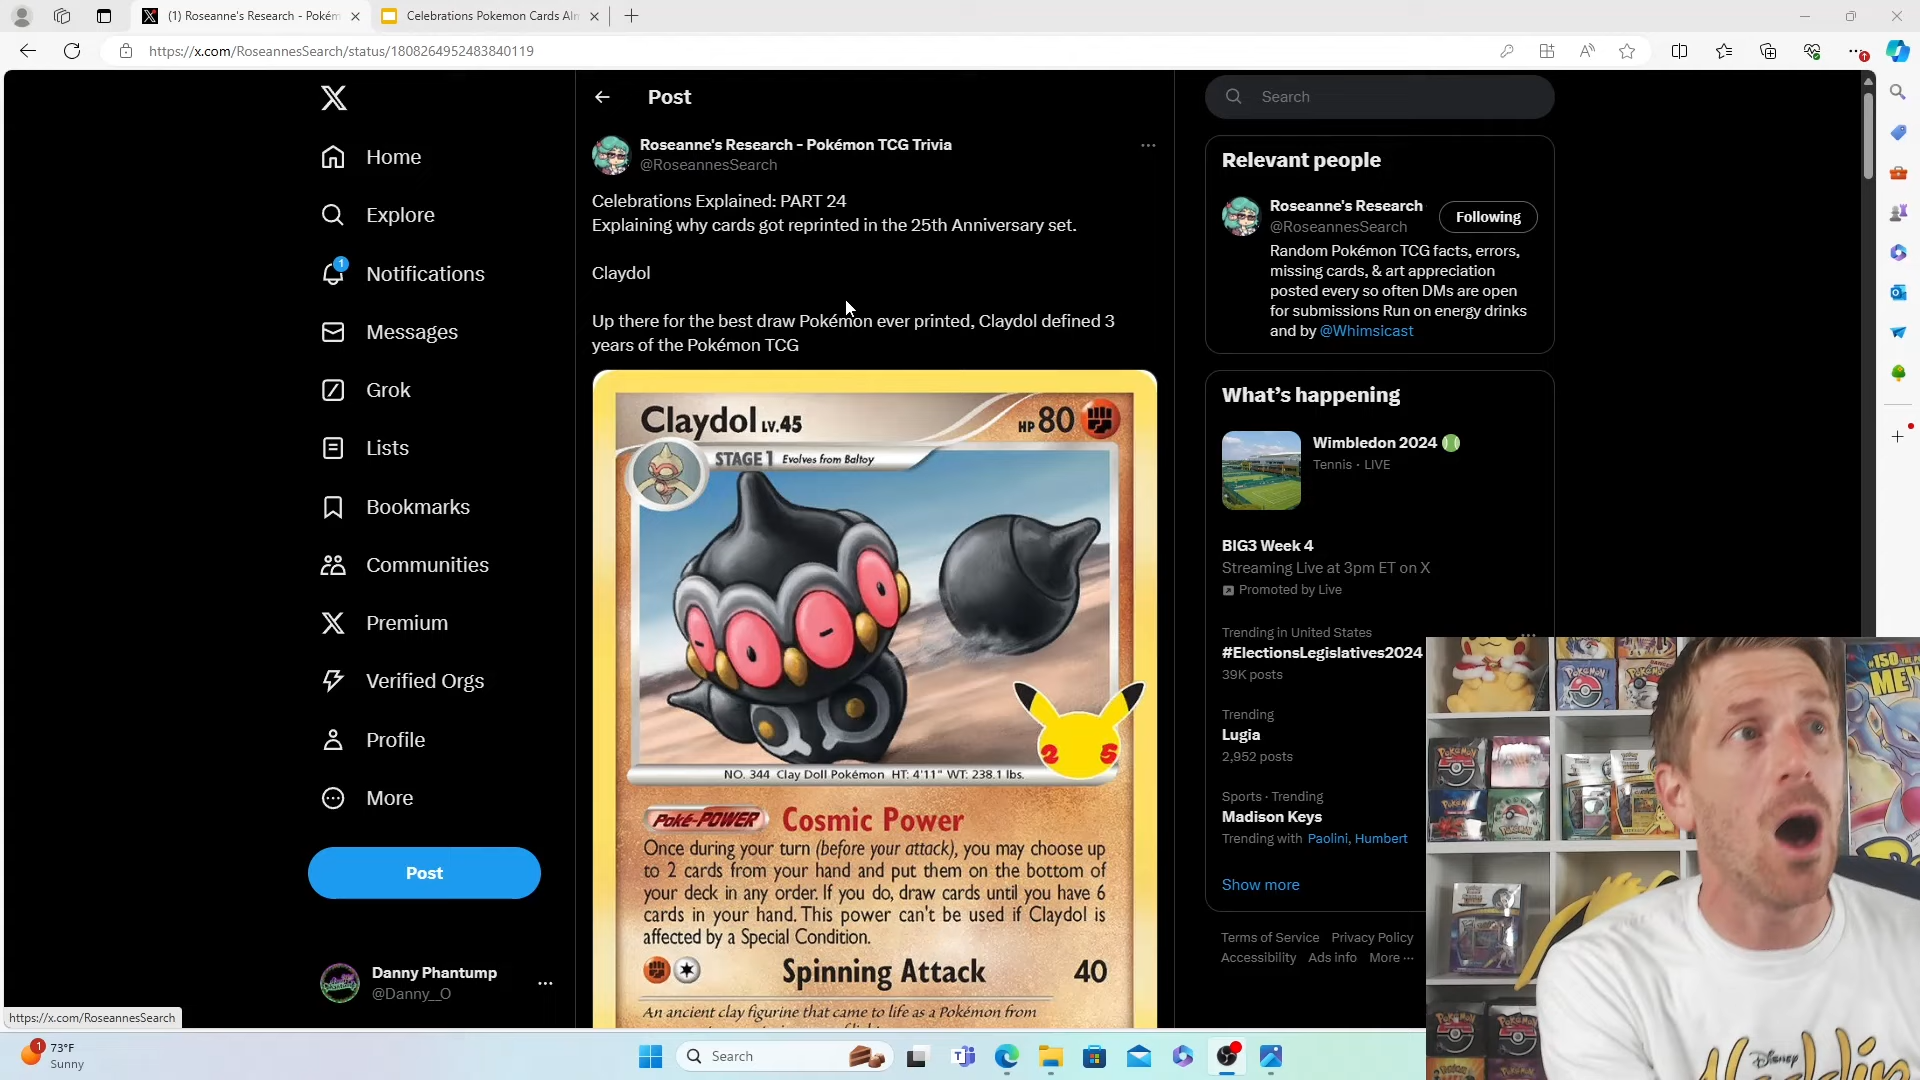 (1) Roseanne's Research - Pokém
Celebrations Pokemon Cards Alm
https://x.com/RoseannesSearch/status/1808264952483840119
Home
Explore
1
Notifications
Messages
Grok
Lists
Bookmarks
Communities
Premium
Verified Orgs
Profile
More
Post
Danny Phantump
@Danny__O
https://x.com/RoseannesSearch
Post
Roseanne's Research - Pokémon TCG Trivia
@RoseannesSearch
Celebrations Explained: PART 24
Explaining why cards got reprinted in the 25th Anniversary set.
Claydol
Up there for the best draw Pokémon ever printed, Claydol defined 3
years of the Pokémon TCG
Claydol LV.45
HP 80
STAGE 1 Evolves from Baltoy
2 5
NO. 344 Clay Doll Pokémon HT: 4'11" WT: 238.1 lbs.
POKé-POWER Cosmic Power
Once during your turn (before your attack), you may choose up
to 2 cards from your hand and put them on the bottom of
your deck in any order. If you do, draw cards until you have 6
cards in your hand. This power can't be used if Claydol is
affected by a Special Condition.
Spinning Attack 40
An ancient clay figurine that came to life as a Pokémon from
Search
Relevant people
Roseanne's Research
@RoseannesSearch
Following
Random Pokémon TCG facts, errors,
missing cards, & art appreciation
posted every so often DMs are open
for submissions Run on energy drinks
and by @Whimsicast
What's happening
Wimbledon 2024
Tennis · LIVE
BIG3 Week 4
Streaming Live at 3pm ET on X
Promoted by Live
Trending in United States
#ElectionsLegislatives2024
39K posts
Trending
Lugia
2,952 posts
Sports · Trending
Madison Keys
Trending with Paolini, Humbert
Show more
Terms of Service Privacy Policy
Accessibility Ads info More ···
#150
ME
POKéMON
Disney
Aladdin
1
73°F
Sunny
Search